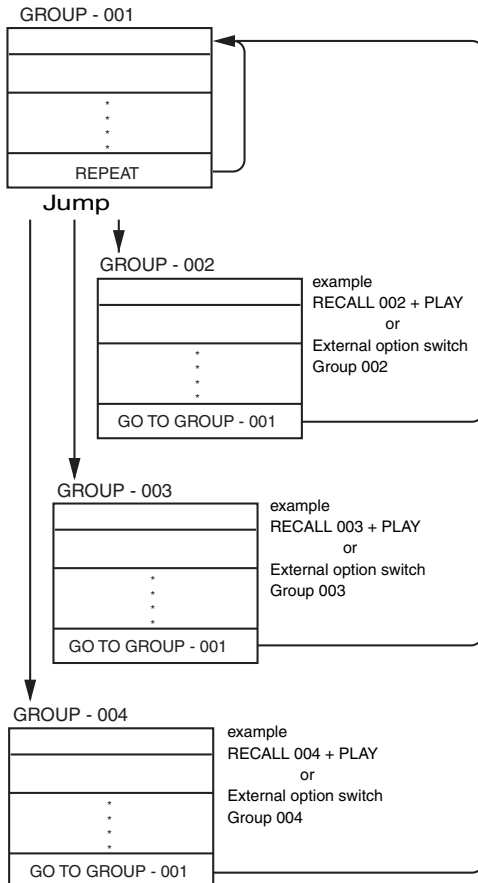 GROUP - 001
*
*
*
*
REPEAT
Jump
GROUP - 002
*
*
*
*
GO TO GROUP - 001
example
RECALL 002 + PLAY
or
External option switch
Group 002
GROUP - 003
*
*
*
*
GO TO GROUP - 001
example
RECALL 003 + PLAY
or
External option switch
Group 003
GROUP - 004
*
*
*
*
GO TO GROUP - 001
example
RECALL 004 + PLAY
or
External option switch
Group 004